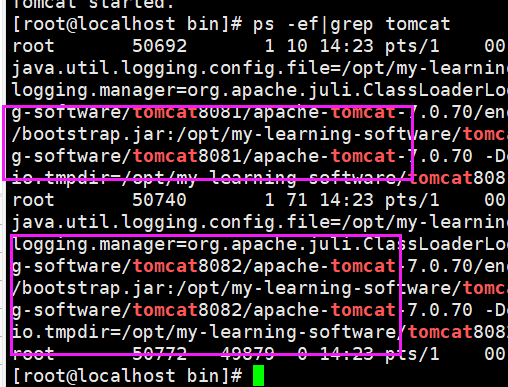 Tomcat started.
[root@localhost bin]# ps -ef|grep tomcat
root 50692 1 10 14:23 pts/1 00
java.util.logging.config.file=/opt/my-learnin
logging.manager=org.apache.juli.ClassLoaderLo
g-software/tomcat8081/apache-tomcat-7.0.70/en
/bootstrap.jar:/opt/my-learning-software/tomc
g-software/tomcat8081/apache-tomcat-7.0.70 -D
io.tmpdir=/opt/my-learning-software/tomcat808
root 50740 1 71 14:23 pts/1 00
java.util.logging.config.file=/opt/my-learnin
logging.manager=org.apache.juli.ClassLoaderLo
g-software/tomcat8082/apache-tomcat-7.0.70/en
/bootstrap.jar:/opt/my-learning-software/tomc
g-software/tomcat8082/apache-tomcat-7.0.70 -D
io.tmpdir=/opt/my-learning-software/tomcat808
root 50772 49879 0 14:23 pts/1 00
[root@localhost bin]#